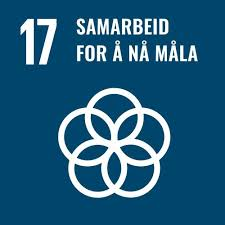 17 SAMARBEID
FOR Å NÅ MÅLA